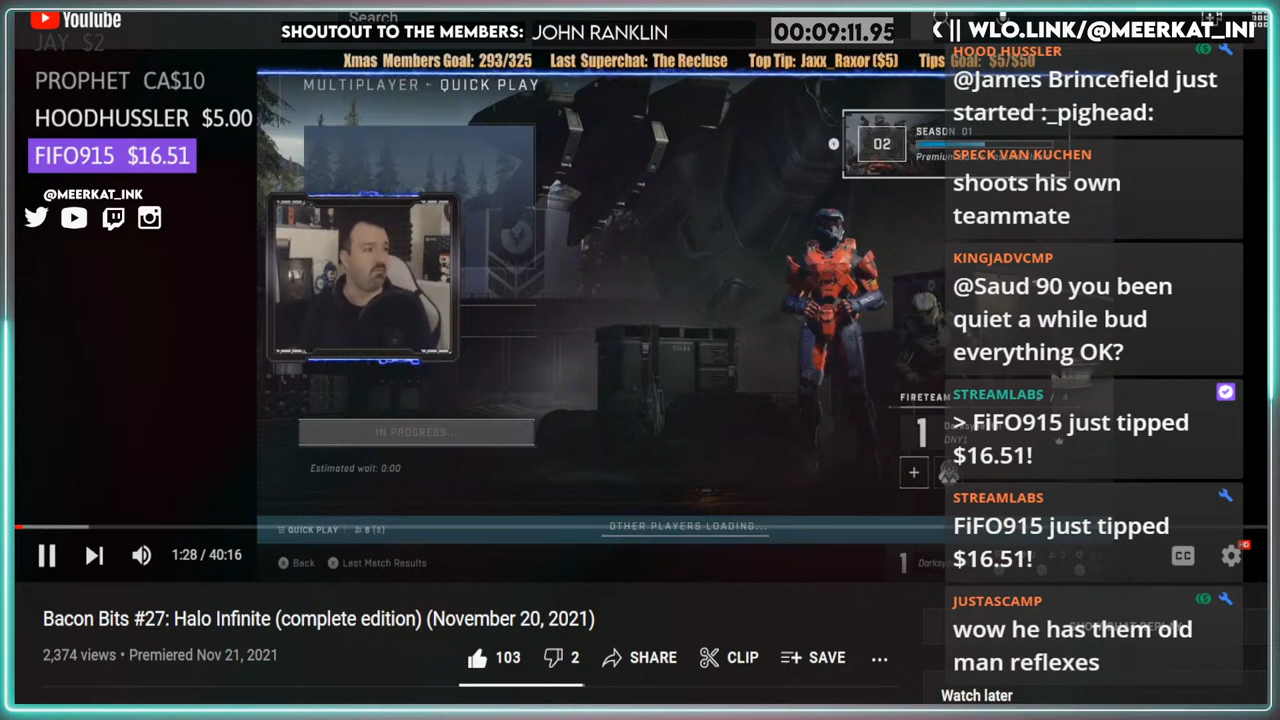 YouTube
Search
SHOUTOUT TO THE MEMBERS: JOHN RANKLIN
00:09:11.95
|| WLO.LINK/@MEERKAT_INI
JAY $2
PROPHET CA$10
HOODHUSSLER $5.00
FIFO915 $16.51
@MEERKAT_INK
Xmas Members Goal: 293/325 Last Superchat: The Recluse Top Tip: Jaxx_Raxor ($5) Tips Goal: $5/$50
MULTIPLAYER - QUICK PLAY
02
SEASON 01
Premium
IN PROGRESS...
Estimated wait: 0:00
FIRETEAM
/ 4
1
DNY1
+
QUICK PLAY
OTHER PLAYERS LOADING...
Back
Last Match Results
1
HOOD HUSSLER
@James Brincefield just
started :_pighead:
SPECK VAN KUCHEN
shoots his own
teammate
KINGJADVCMP
@Saud 90 you been
quiet a while bud
everything OK?
STREAMLABS
> FiFO915 just tipped
$16.51!
STREAMLABS
FiFO915 just tipped
$16.51!
JUSTASCAMP
wow he has them old
man reflexes
1:28 / 40:16
CC
HD
Bacon Bits #27: Halo Infinite (complete edition) (November 20, 2021)
2,374 views • Premiered Nov 21, 2021
103
2
SHARE
CLIP
SAVE
Watch later